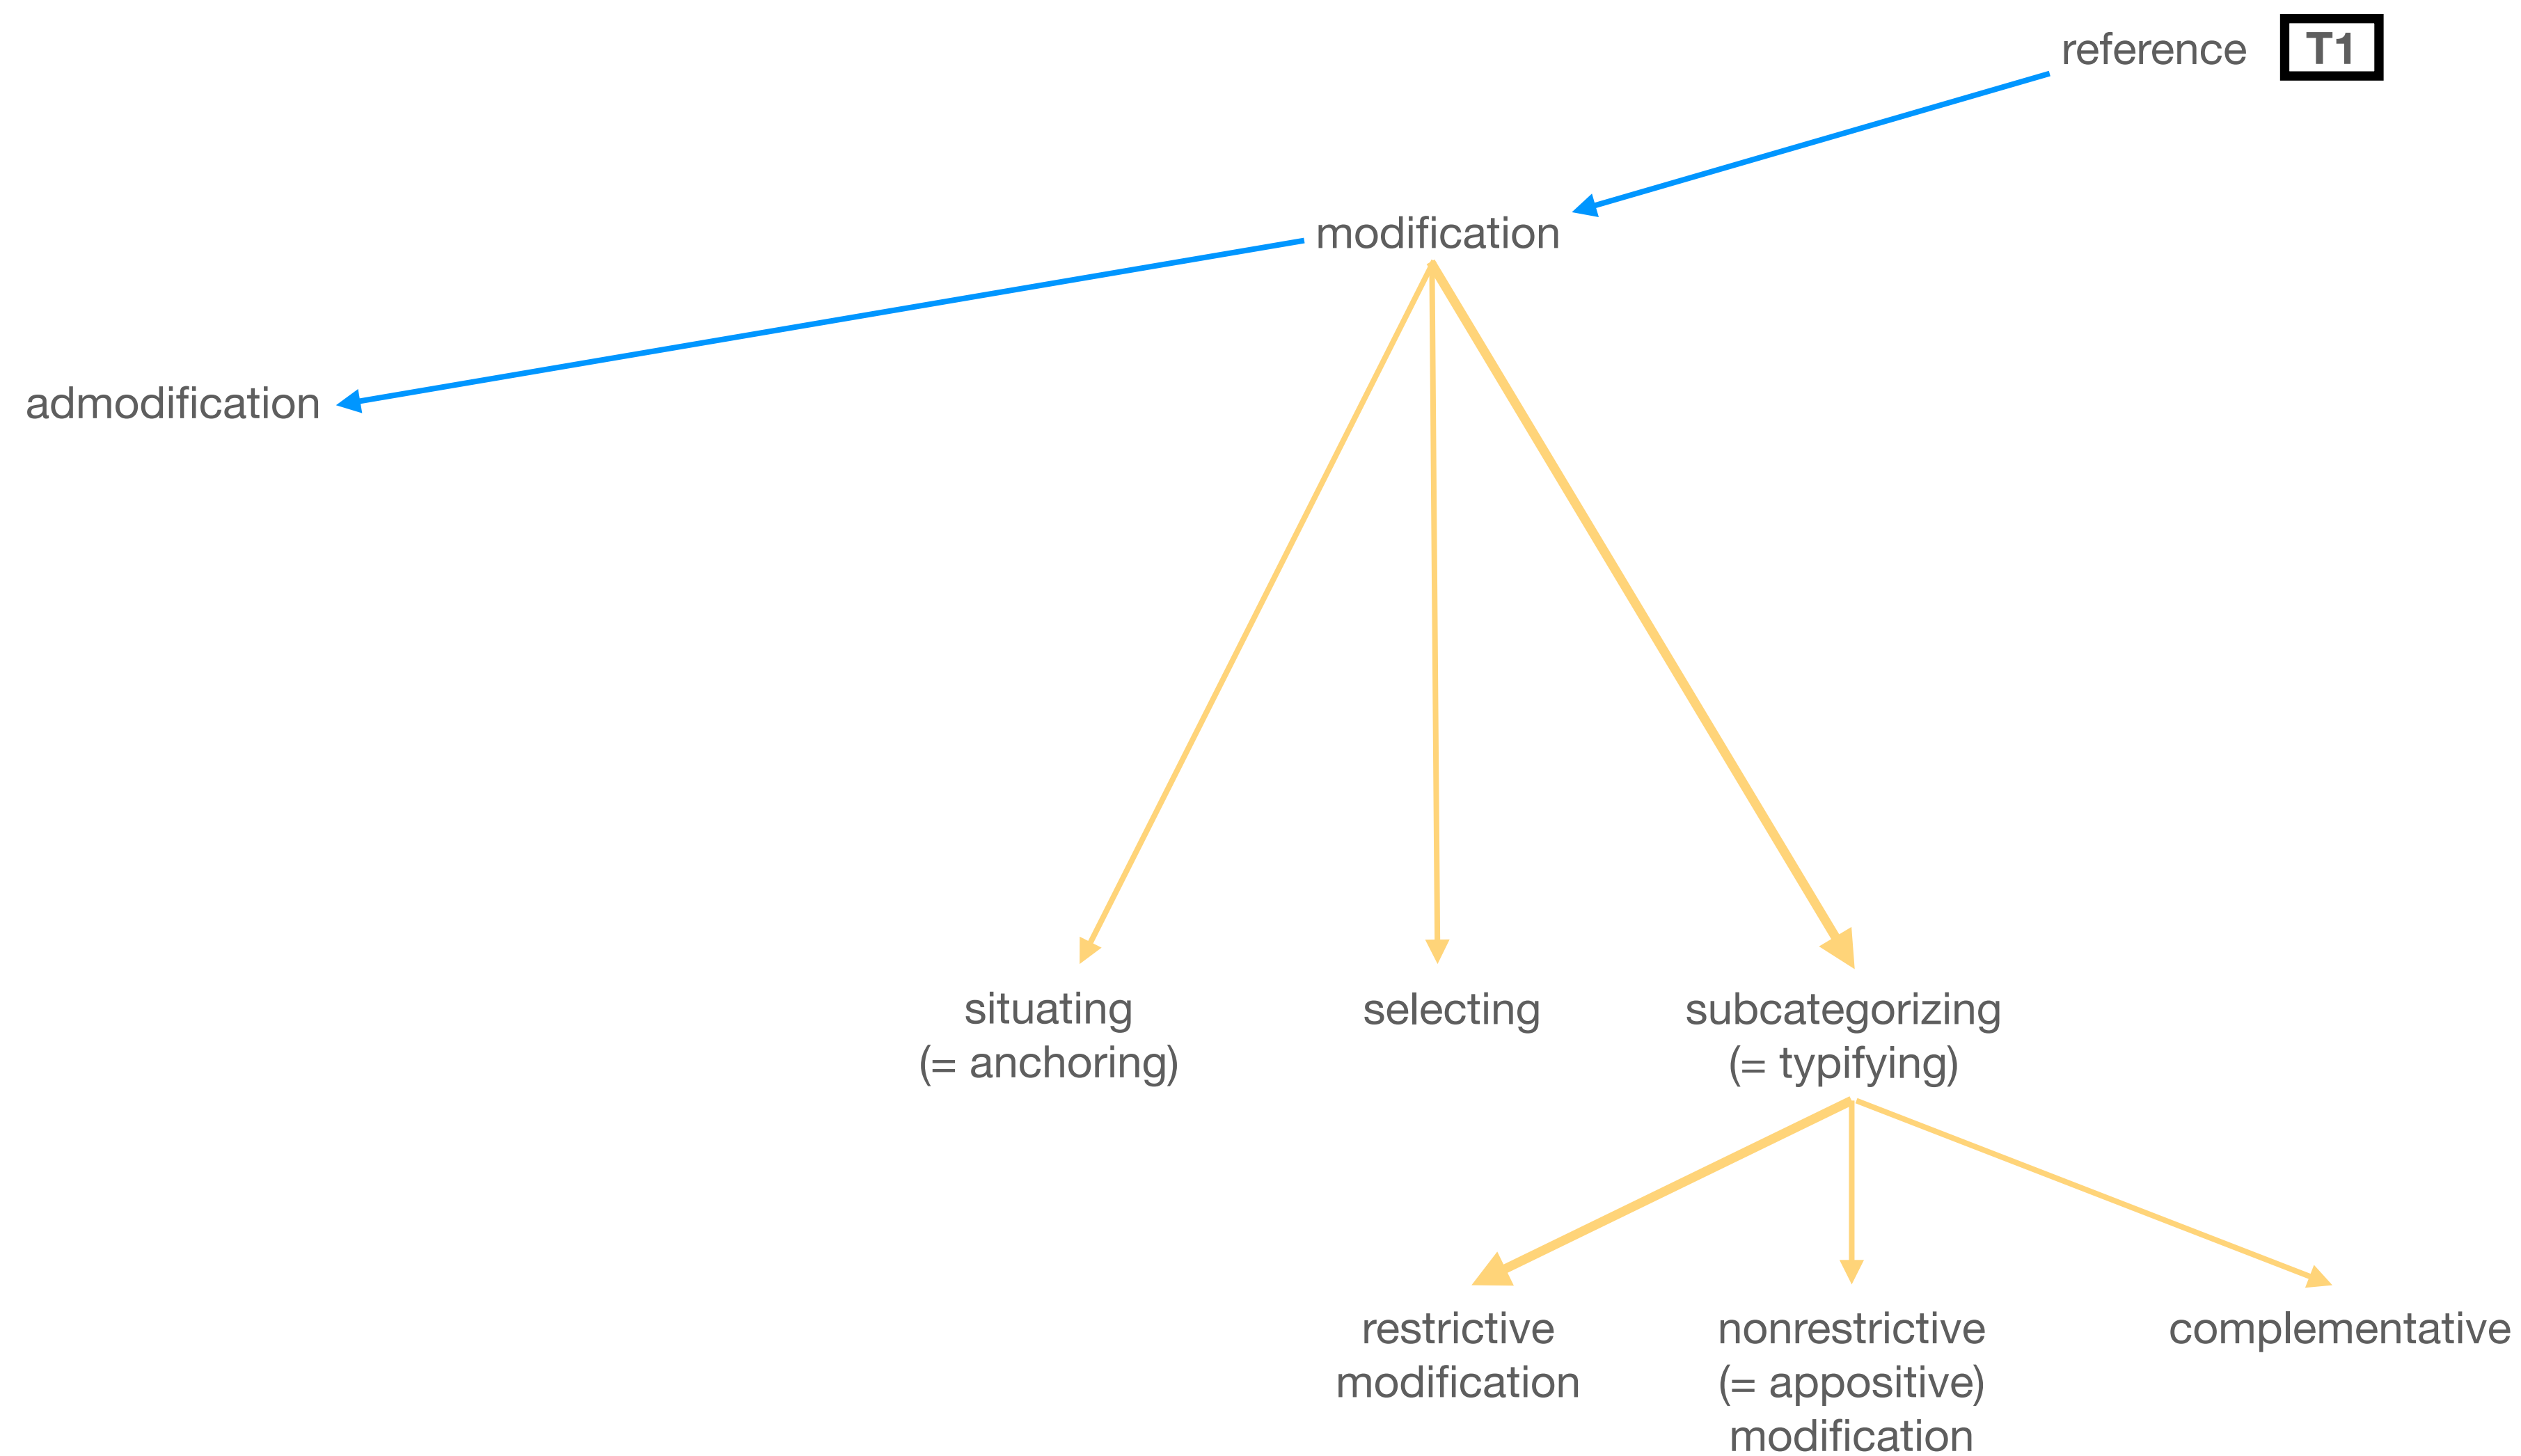 reference T1
modification
admodification
situating
(= anchoring)
selecting
subcategorizing
(= typifying)
restrictive
modification
nonrestrictive
(= appositive)
modification
complementative